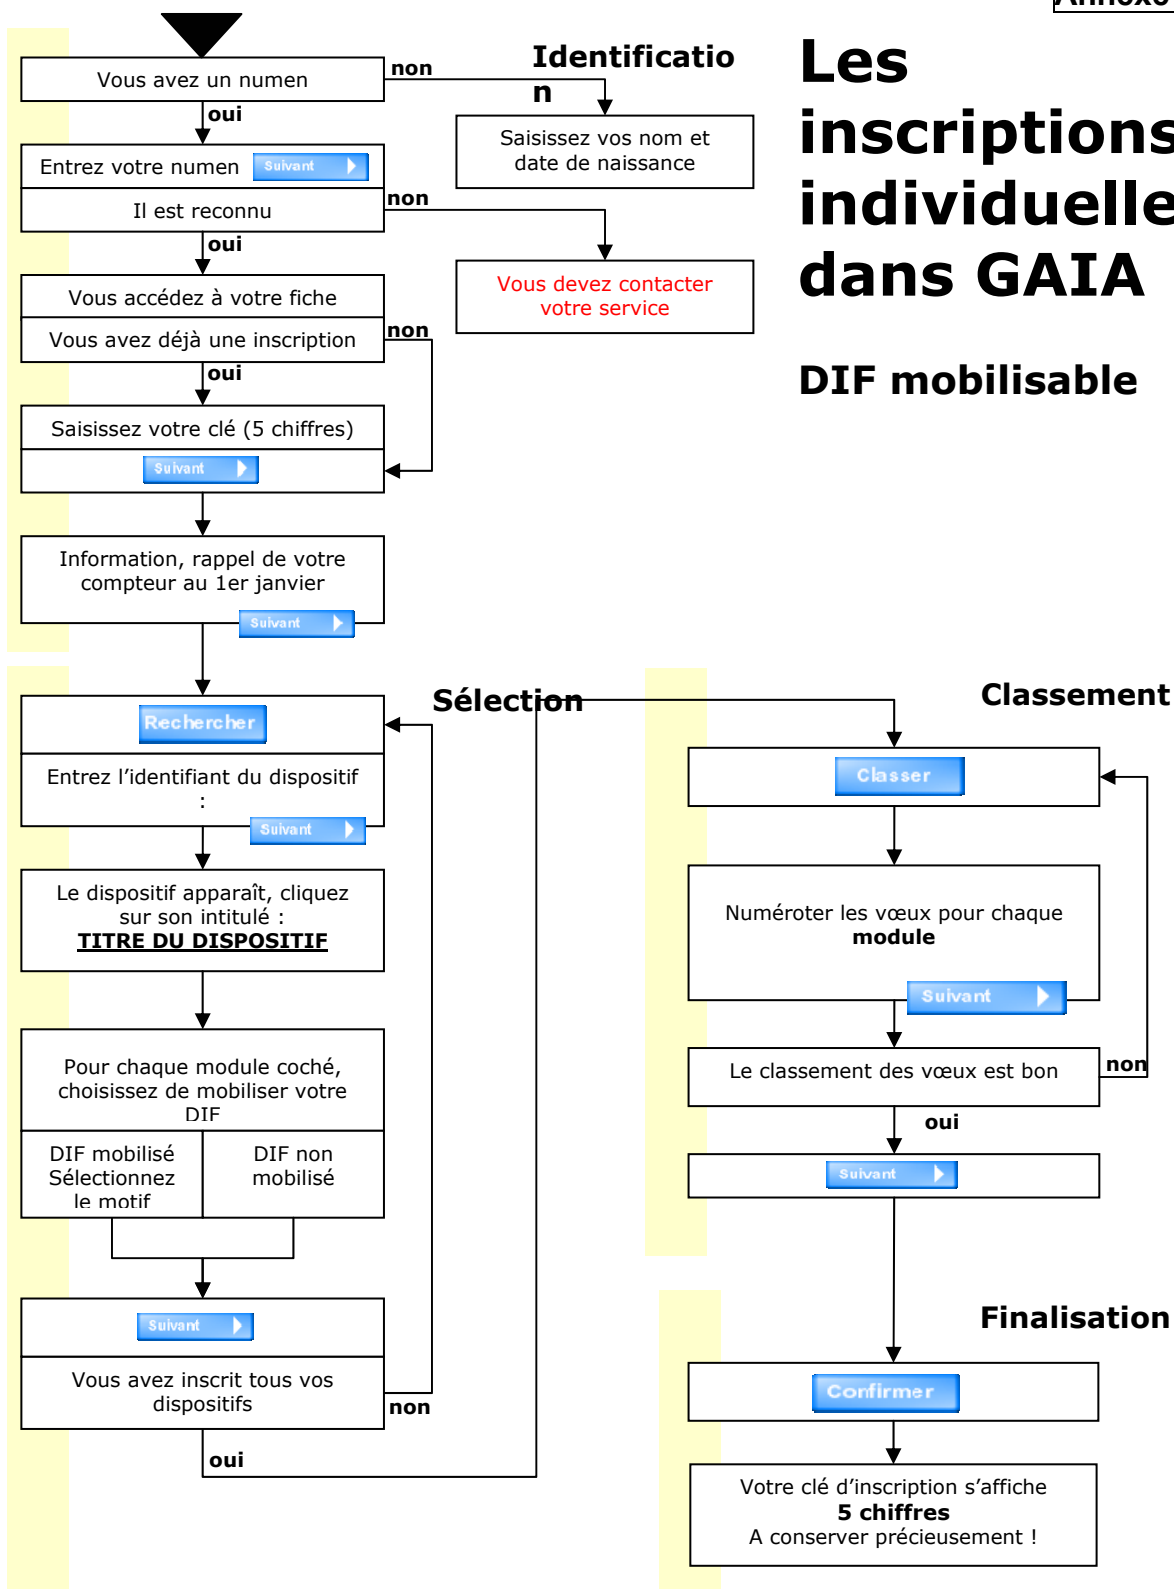 Annexe
Les
inscriptions
individuelle
dans GAIA
DIF mobilisable
Identificatio
n
Vous avez un numen
non
oui
Saisissez vos nom et
date de naissance
Entrez votre numen Suivant
Il est reconnu
non
oui
Vous devez contacter
votre service
Vous accédez à votre fiche
Vous avez déjà une inscription
non
oui
Saisissez votre clé (5 chiffres)
Suivant
Information, rappel de votre
compteur au 1er janvier
Suivant
Sélection
Rechercher
Entrez l’identifiant du dispositif
:
Suivant
Le dispositif apparaît, cliquez
sur son intitulé :
TITRE DU DISPOSITIF
Pour chaque module coché,
choisissez de mobiliser votre
DIF
DIF mobilisé
Sélectionnez
le motif
DIF non
mobilisé
Suivant
Vous avez inscrit tous vos
dispositifs
non
oui
Classement
Classer
Numéroter les vœux pour chaque
module
Suivant
Le classement des vœux est bon
non
oui
Suivant
Finalisation
Confirmer
Votre clé d’inscription s’affiche
5 chiffres
A conserver précieusement !